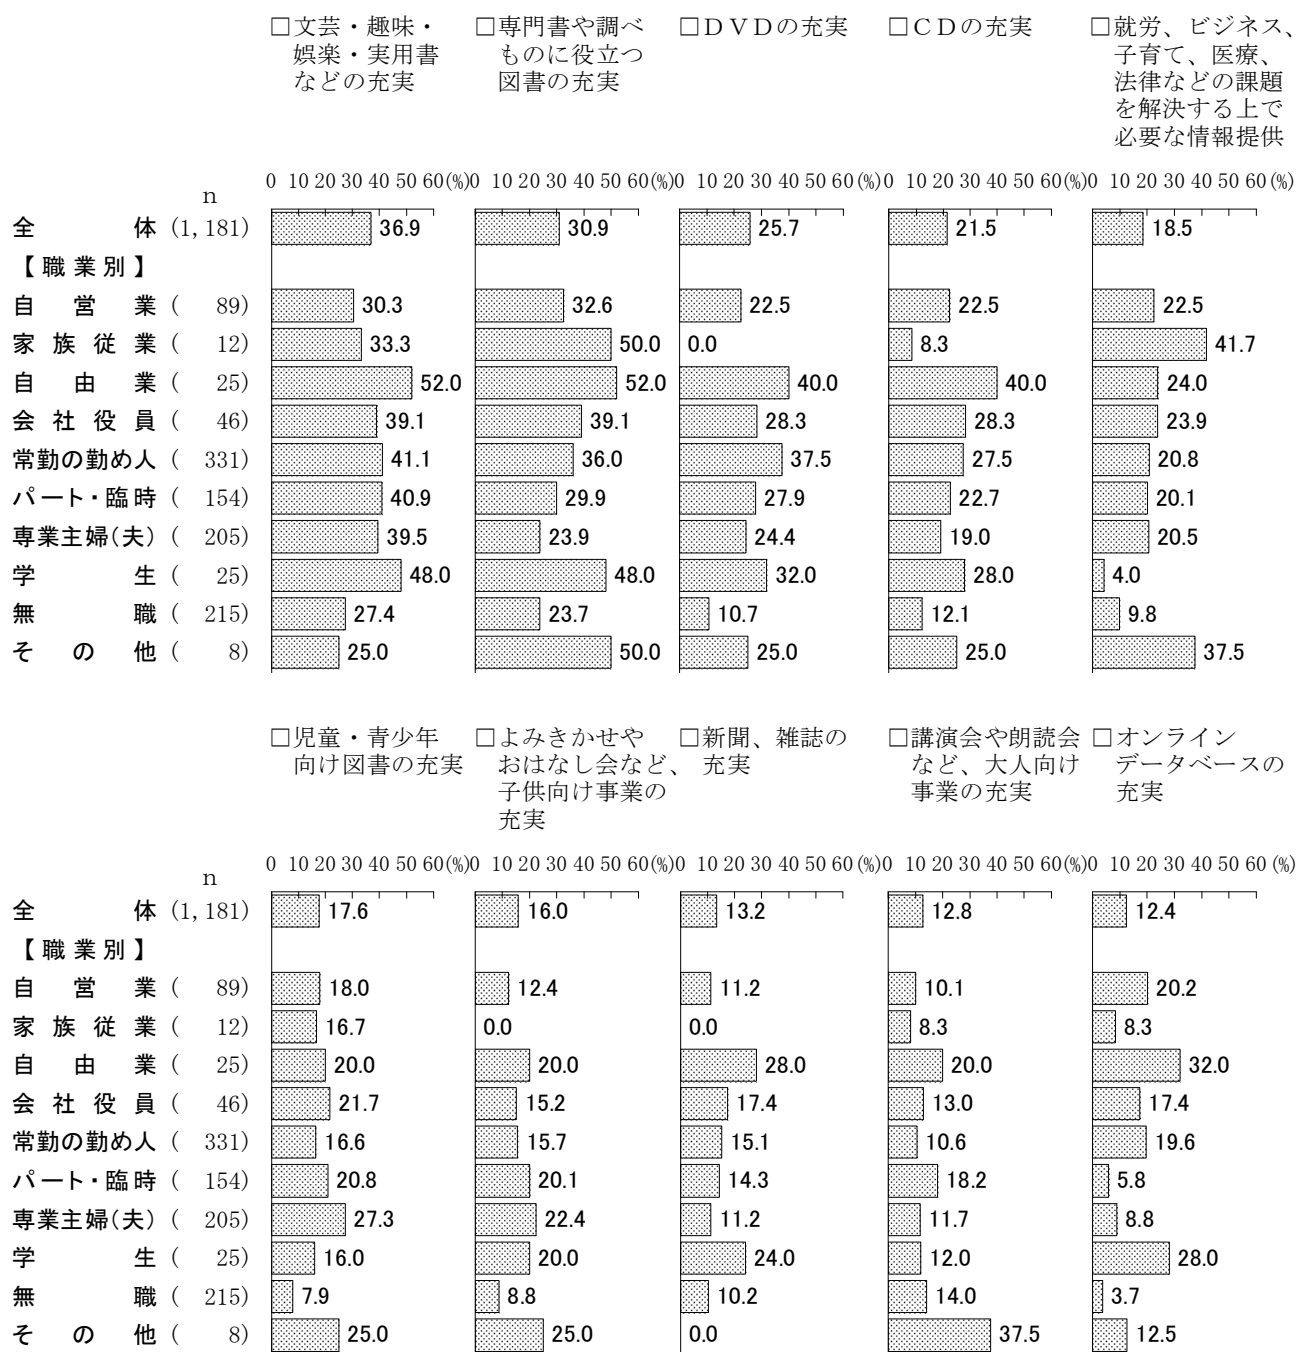 □文芸・趣味・
娯楽・実用書
などの充実
□専門書や調べ
ものに役立つ
図書の充実
□ＤＶＤの充実
□ＣＤの充実
□就労、ビジネス、
子育て、医療、
法律などの課題
を解決する上で
必要な情報提供
n 0 10 20 30 40 50 60(%) 0 10 20 30 40 50 60(%) 0 10 20 30 40 50 60(%) 0 10 20 30 40 50 60(%) 0 10 20 30 40 50 60(%)
全体 (1,181) 36.9 30.9 25.7 21.5 18.5
【職業別】
自営業 ( 89) 30.3 32.6 22.5 22.5 22.5
家族従業 ( 12) 33.3 50.0 0.0 8.3 41.7
自由業 ( 25) 52.0 52.0 40.0 40.0 24.0
会社役員 ( 46) 39.1 39.1 28.3 28.3 23.9
常勤の勤め人 ( 331) 41.1 36.0 37.5 27.5 20.8
パート・臨時 ( 154) 40.9 29.9 27.9 22.7 20.1
専業主婦(夫) ( 205) 39.5 23.9 24.4 19.0 20.5
学生 ( 25) 48.0 48.0 32.0 28.0 4.0
無職 ( 215) 27.4 23.7 10.7 12.1 9.8
その他 ( 8) 25.0 50.0 25.0 25.0 37.5
□児童・青少年
向け図書の充実
□よみきかせや
おはなし会など、
子供向け事業の
充実
□新聞、雑誌の
充実
□講演会や朗読会
など、大人向け
事業の充実
□オンライン
データベースの
充実
n 0 10 20 30 40 50 60(%) 0 10 20 30 40 50 60(%) 0 10 20 30 40 50 60(%) 0 10 20 30 40 50 60(%) 0 10 20 30 40 50 60(%)
全体 (1,181) 17.6 16.0 13.2 12.8 12.4
【職業別】
自営業 ( 89) 18.0 12.4 11.2 10.1 20.2
家族従業 ( 12) 16.7 0.0 0.0 8.3 8.3
自由業 ( 25) 20.0 20.0 28.0 20.0 32.0
会社役員 ( 46) 21.7 15.2 17.4 13.0 17.4
常勤の勤め人 ( 331) 16.6 15.7 15.1 10.6 19.6
パート・臨時 ( 154) 20.8 20.1 14.3 18.2 5.8
専業主婦(夫) ( 205) 27.3 22.4 11.2 11.7 8.8
学生 ( 25) 16.0 20.0 24.0 12.0 28.0
無職 ( 215) 7.9 8.8 10.2 14.0 3.7
その他 ( 8) 25.0 25.0 0.0 37.5 12.5